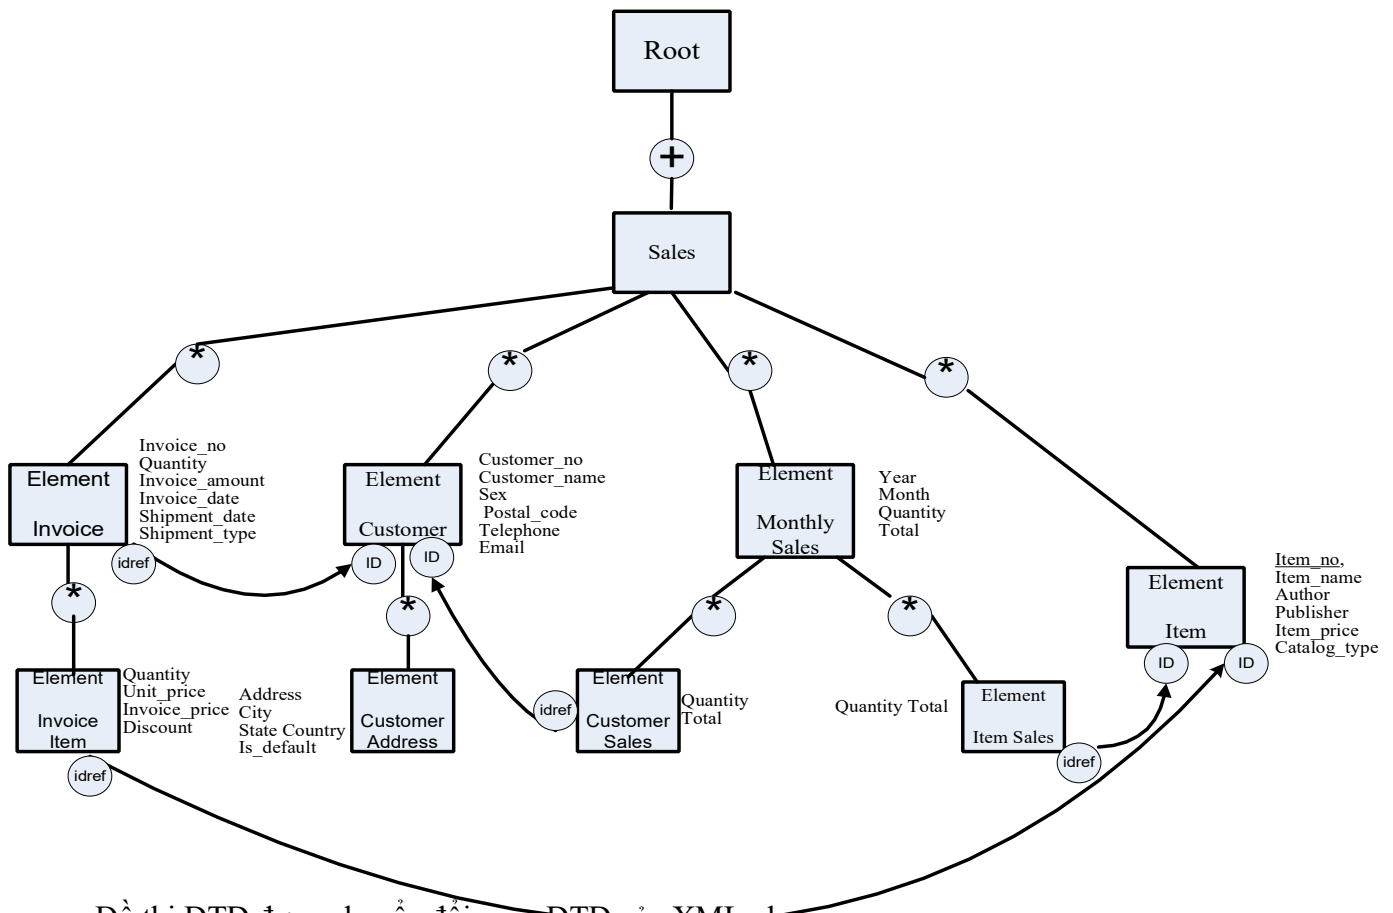 Root
+
Sales
*
*
*
*
Element
Invoice
Invoice_no
Quantity
Invoice_amount
Invoice_date
Shipment_date
Shipment_type
idref
Element
Customer
Customer_no
Customer_name
Sex
Postal_code
Telephone
Email
ID
ID
Element
Monthly
Sales
Year
Month
Quantity
Total
Element
Item
Item_no,
Item_name
Author
Publisher
Item_price
Catalog_type
ID
ID
*
*
*
*
Element
Invoice
Item
Quantity
Unit_price
Invoice_price
Discount
idref
Address
City
State Country
Is_default
Element
Customer
Address
idref
Element
Customer
Sales
Quantity
Total
Quantity Total
Element
Item Sales
idref